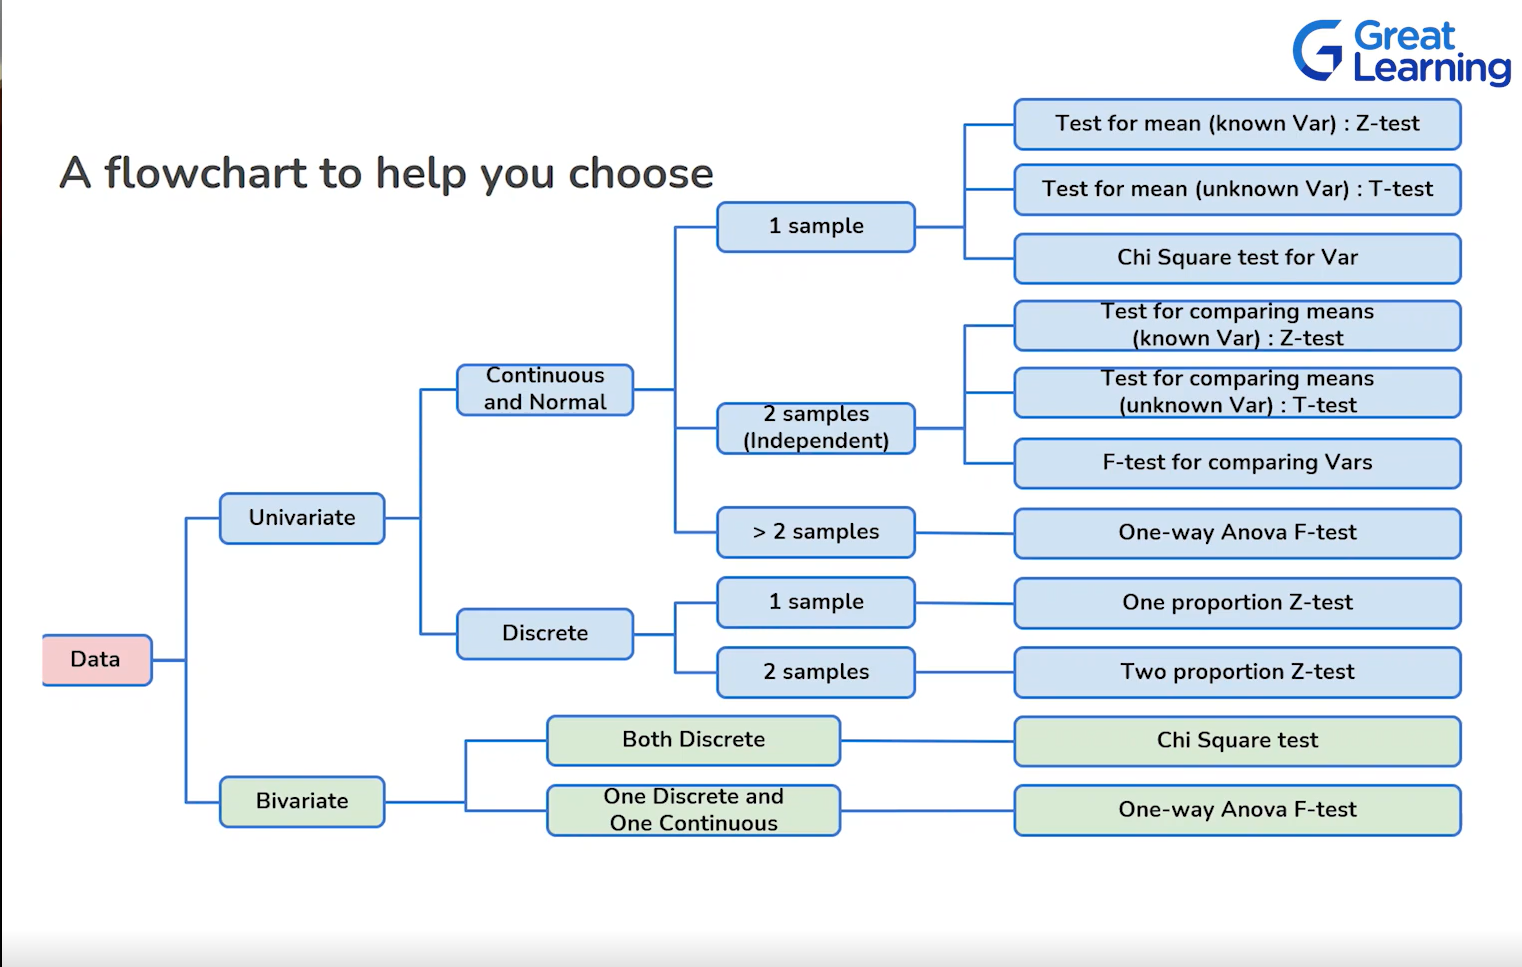 Great
Learning
A flowchart to help you choose
Test for mean (known Var) : Z-test
Test for mean (unknown Var) : T-test
1 sample
Chi Square test for Var
Test for comparing means
(known Var) : Z-test
Continuous
and Normal
Test for comparing means
(unknown Var) : T-test
2 samples
(Independent)
F-test for comparing Vars
Univariate
> 2 samples
One-way Anova F-test
1 sample
One proportion Z-test
Discrete
Data
2 samples
Two proportion Z-test
Both Discrete
Chi Square test
Bivariate
One Discrete and
One Continuous
One-way Anova F-test